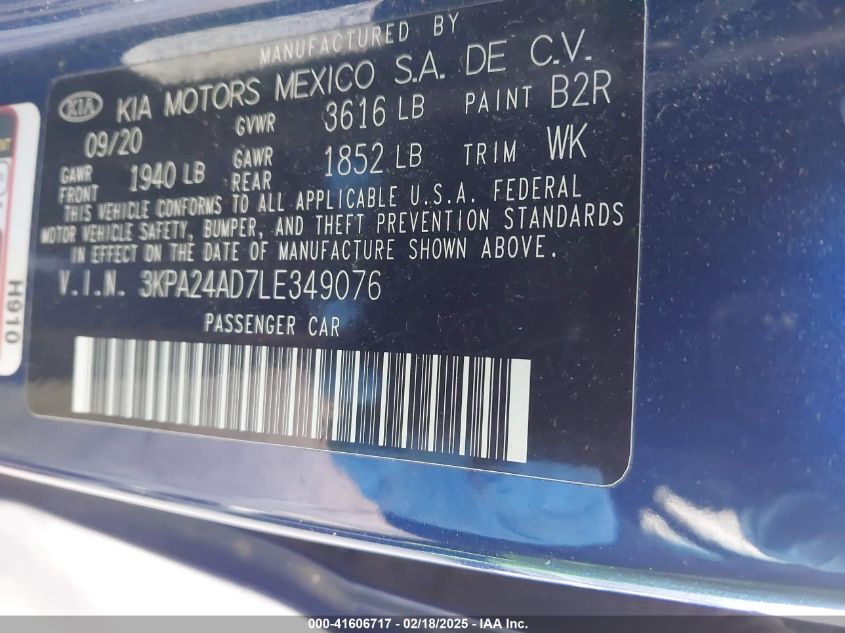 MANUFACTURED BY
KIA KIA MOTORS MEXICO S.A. DE C.V.
09/20 GVWR 3616 LB PAINT B2R
GAWR FRONT 1940 LB GAWR REAR 1852 LB TRIM WK
THIS VEHICLE CONFORMS TO ALL APPLICABLE U.S.A. FEDERAL
MOTOR VEHICLE SAFETY, BUMPER, AND THEFT PREVENTION STANDARDS
IN EFFECT ON THE DATE OF MANUFACTURE SHOWN ABOVE.
V.I.N. 3KPA24AD7LE349076
PASSENGER CAR
H910
000-41606717 - 02/18/2025 - IAA Inc.